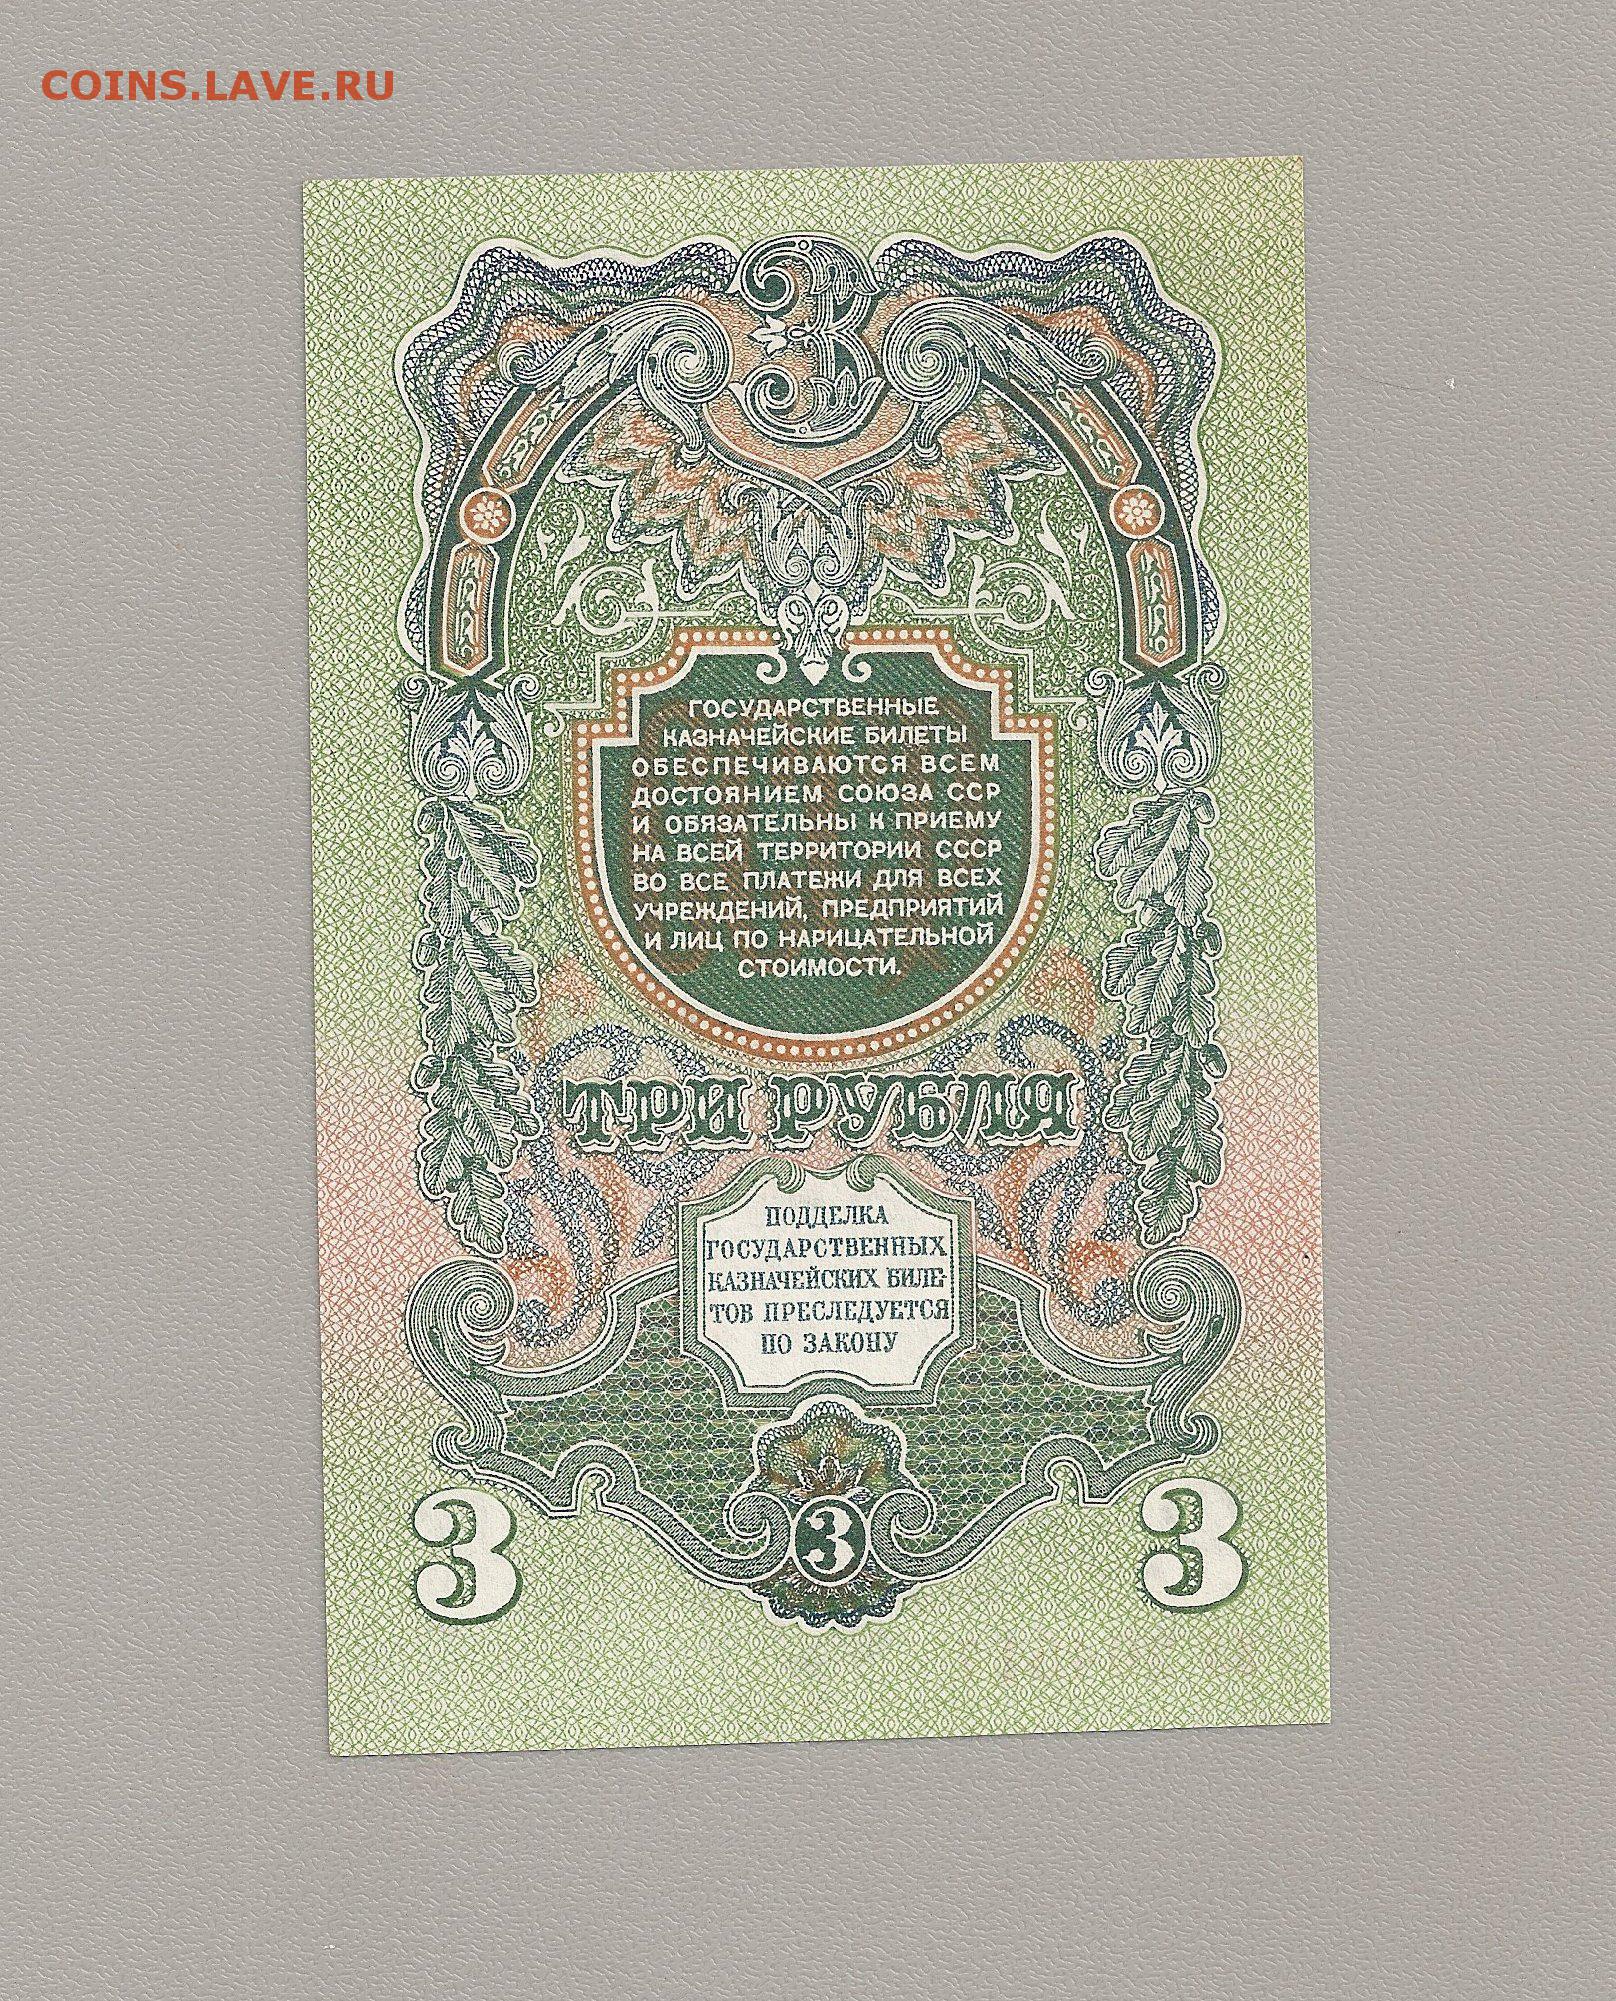 COINS.LAVE.RU
3
ГОСУДАРСТВЕННЫЕ
КАЗНАЧЕЙСКИЕ БИЛЕТЫ
ОБЕСПЕЧИВАЮТСЯ ВСЕМ
ДОСТОЯНИЕМ СОЮЗА ССР
И ОБЯЗАТЕЛЬНЫ К ПРИЕМУ
НА ВСЕЙ ТЕРРИТОРИИ СССР
ВО ВСЕ ПЛАТЕЖИ ДЛЯ ВСЕХ
УЧРЕЖДЕНИЙ, ПРЕДПРИЯТИЙ
И ЛИЦ ПО НАРИЦАТЕЛЬНОЙ
СТОИМОСТИ.
ТРИ РУБЛЯ
ПОДДЕЛКА
ГОСУДАРСТВЕННЫХ
КАЗНАЧЕЙСКИХ БИЛЕ-
ТОВ ПРЕСЛЕДУЕТСЯ
ПО ЗАКОНУ
3 3 3